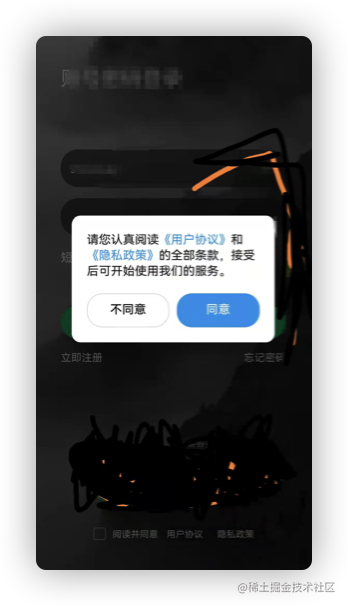 请您认真阅读《用户协议》和
《隐私政策》的全部条款，接受
后可开始使用我们的服务。
不同意 同意
短
立即注册 忘记密码
阅读并同意 用户协议 隐私政策
@稀土掘金技术社区